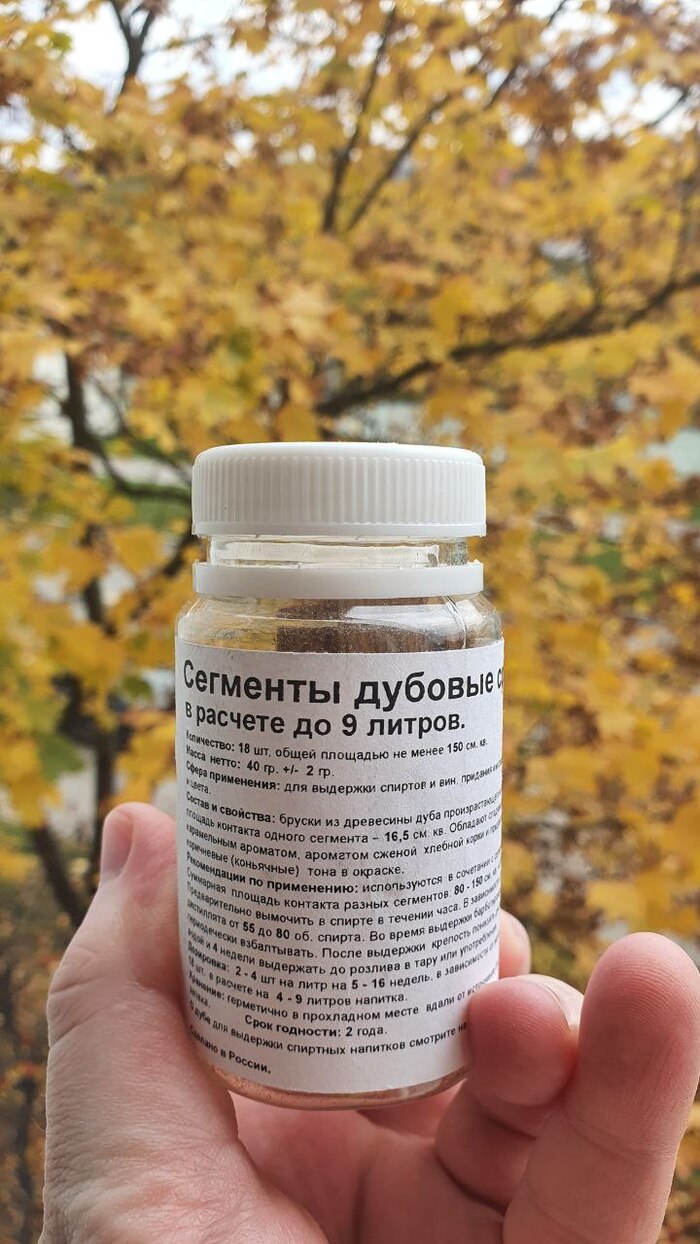 Сегменты дубовые
в расчете до 9 литров.
Количество: 18 шт, общей площадью не менее 150 см. кв.
Масса нетто: 40 гр. +/- 2 гр.
Сфера применения: для выдержки спиртов и вин, придания им
и цвета.
Состав и свойства: бруски из древесины дуба
площадь контакта одного сегмента – 16,5 см. кв. Обладают
карамельным ароматом, ароматом сженой хлебной корки и
коричневые (коньячные) тона в окраске.
Рекомендации по применению: используются в сочетании с
Суммарная площадь контакта разных сегментов 80 - 150 см. кв.
Предварительно вымочить в спирте в течении часа. В
дистиллята от 55 до 80 об. спирта. Во время выдержки
периодически взбалтывать. После выдержки крепость
водой и 4 недели выдержать до розлива в тару или
Дозировка: 2 - 4 шт на литр на 5 - 16 недель, в зависимости от
18 шт. в расчете на 4 - 9 литров напитка.
Хранение: герметично в прохладном месте вдали от
запаха.
Срок годности: 2 года.
О дубе для выдержки спиртных напитков смотрите на
Сделано в России.